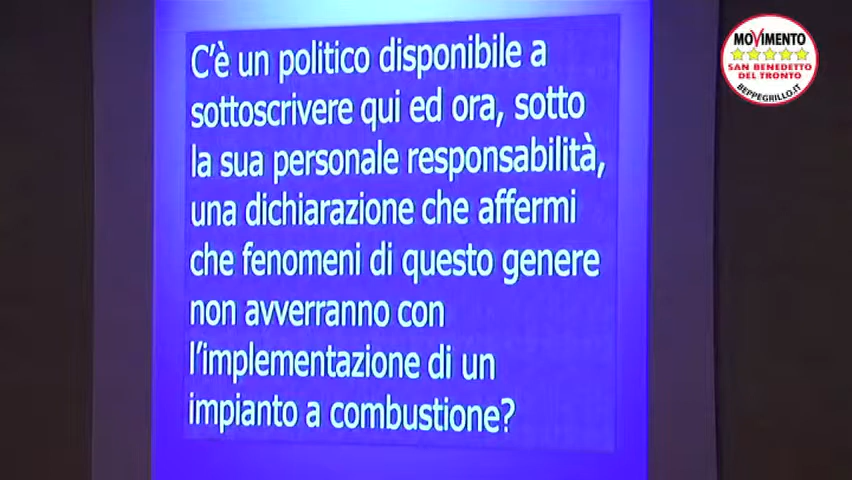 C'è un politico disponibile a
sottoscrivere qui ed ora, sotto
la sua personale responsabilità,
una dichiarazione che affermi
che fenomeni di questo genere
non avverranno con
l'implementazione di un
impianto a combustione?
MOVIMENTO
SAN BENEDETTO
DEL TRONTO
BEPPEGRILLO.IT